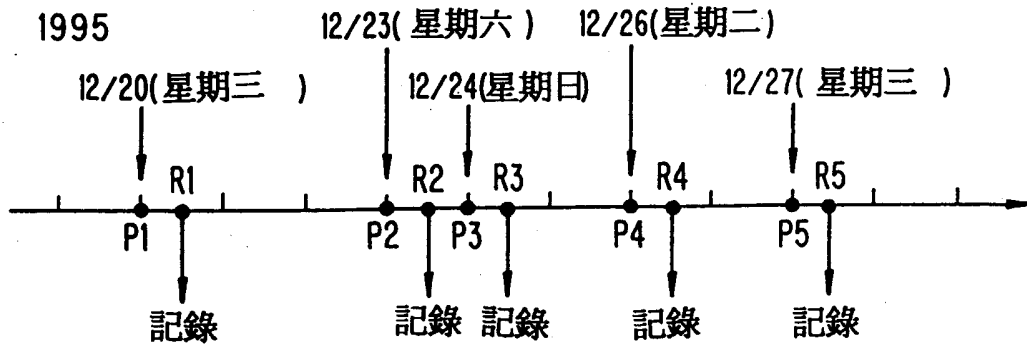 1995
12/23( 星期六 )
12/26(星期二)
12/20(星期三 )
12/24(星期日)
12/27( 星期三 )
R1
R2
R3
R4
R5
P1
P2
P3
P4
P5
記錄
記錄
記錄
記錄
記錄